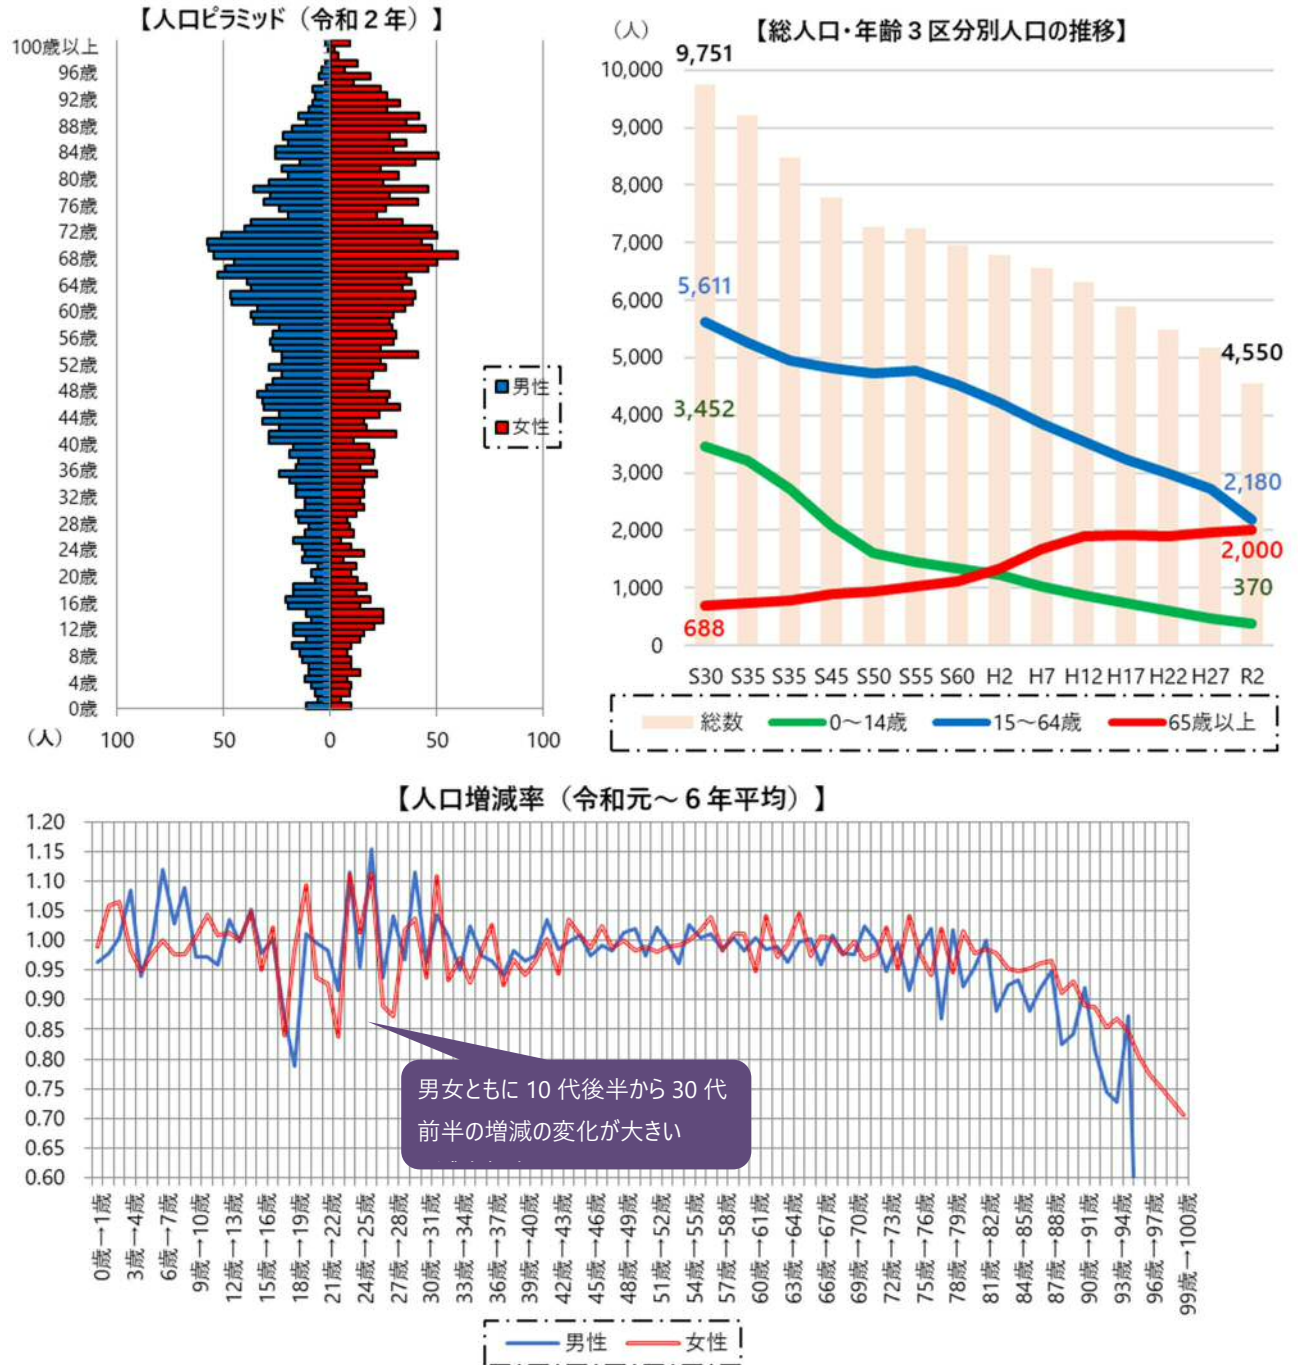 【人口ピラミッド（令和２年）】
100歳以上
96歳
92歳
88歳
84歳
80歳
76歳
72歳
68歳
64歳
60歳
56歳
52歳
48歳
44歳
40歳
36歳
32歳
28歳
24歳
20歳
16歳
12歳
8歳
4歳
0歳
（人） 100 50 0 50 100
男性
女性
【総人口・年齢３区分別人口の推移】
（人）
9,751
10,000
9,000
8,000
7,000
6,000
5,000
4,000
3,000
2,000
1,000
0
5,611
3,452
688
4,550
2,180
2,000
370
S30 S35 S35 S45 S50 S55 S60 H2 H7 H12 H17 H22 H27 R2
総数 0～14歳 15～64歳 65歳以上
【人口増減率（令和元～６年平均）】
1.20
1.15
1.10
1.05
1.00
0.95
0.90
0.85
0.80
0.75
0.70
0.65
0.60
男女ともに 10 代後半から 30 代
前半の増減の変化が大きい
0歳→1歳
3歳→4歳
6歳→7歳
9歳→10歳
12歳→13歳
15歳→16歳
18歳→19歳
21歳→22歳
24歳→25歳
27歳→28歳
30歳→31歳
33歳→34歳
36歳→37歳
39歳→40歳
42歳→43歳
45歳→46歳
48歳→49歳
51歳→52歳
54歳→55歳
57歳→58歳
60歳→61歳
63歳→64歳
66歳→67歳
69歳→70歳
72歳→73歳
75歳→76歳
78歳→79歳
81歳→82歳
84歳→85歳
87歳→88歳
90歳→91歳
93歳→94歳
96歳→97歳
99歳→100歳
男性 女性